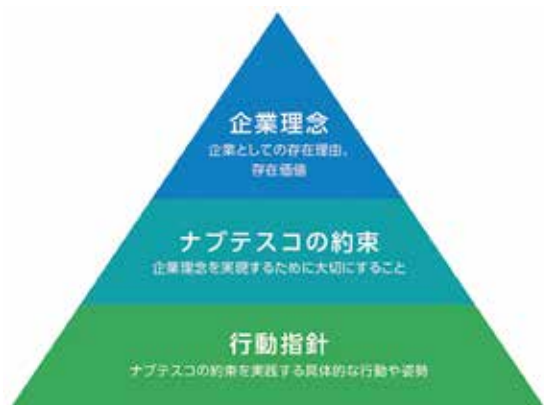 企業理念
企業としての存在理由、
存在価値
ナブテスコの約束
企業理念を実現するために大切にすること
行動指針
ナブテスコの約束を実践する具体的な行動や姿勢